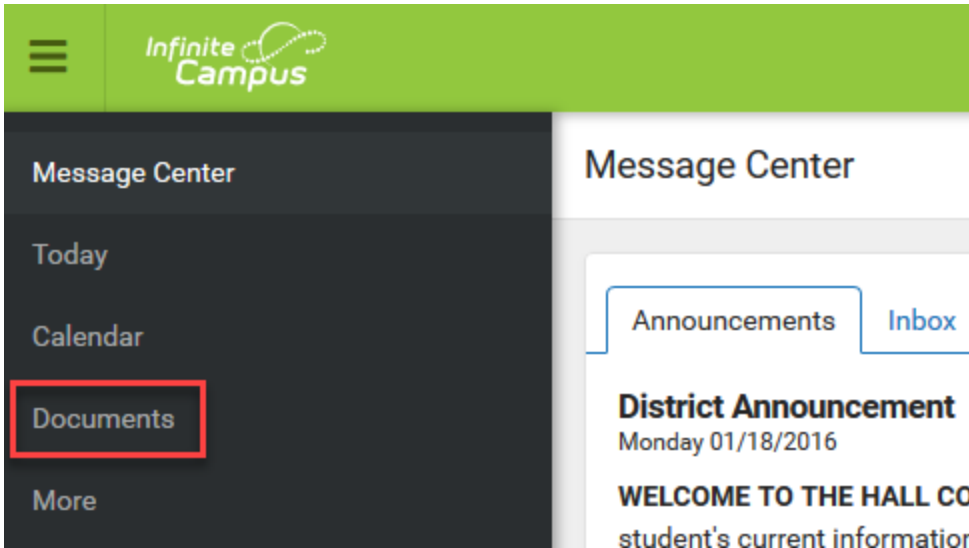 Infinite
Campus
Message Center
Today
Calendar
Documents
More
Message Center
Announcements Inbox
District Announcement
Monday 01/18/2016
WELCOME TO THE HALL CO
student's current information